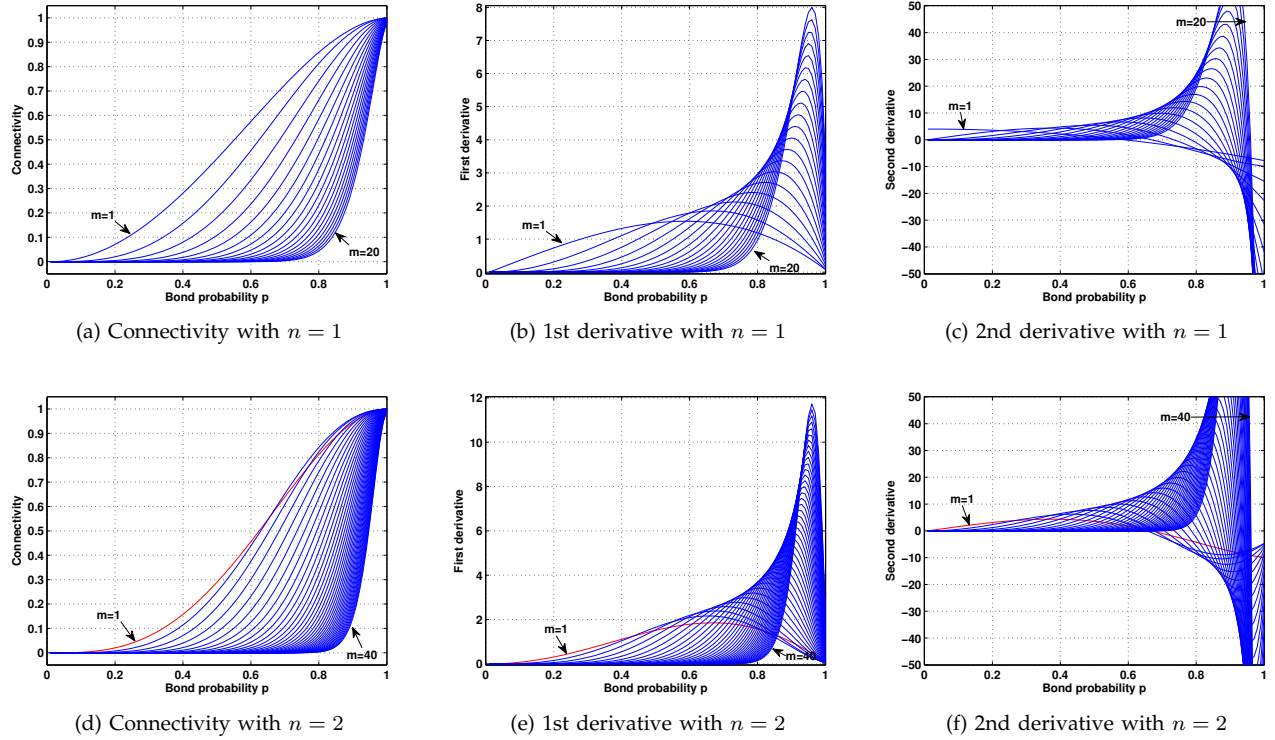 1
0.9
0.8
0.7
0.6
0.5
0.4
0.3
0.2
0.1
0
Connectivity
m=1
m=20
0 0.2 0.4 0.6 0.8 1
Bond probability p
(a) Connectivity with n = 1
8
7
6
5
4
3
2
1
0
First derivative
m=1
m=20
0 0.2 0.4 0.6 0.8 1
Bond probability p
(b) 1st derivative with n = 1
50
40
30
20
10
0
−10
−20
−30
−40
−50
Second derivative
m=20
m=1
0 0.2 0.4 0.6 0.8 1
Bond probability p
(c) 2nd derivative with n = 1
1
0.9
0.8
0.7
0.6
0.5
0.4
0.3
0.2
0.1
0
Connectivity
m=1
m=40
0 0.2 0.4 0.6 0.8 1
Bond probability p
(d) Connectivity with n = 2
12
10
8
6
4
2
0
First derivative
m=1
m=40
0 0.2 0.4 0.6 0.8 1
Bond probability p
(e) 1st derivative with n = 2
50
40
30
20
10
0
−10
−20
−30
−40
−50
Second derivative
m=40
m=1
0 0.2 0.4 0.6 0.8 1
Bond probability p
(f) 2nd derivative with n = 2